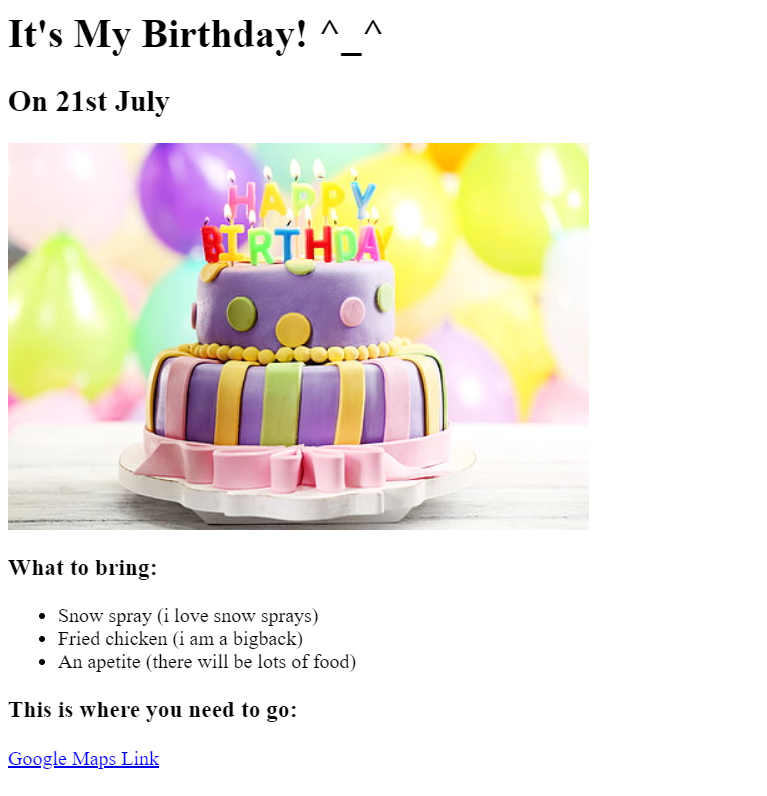 It's My Birthday! ^_^
On 21st July
HAPPY
BIRTHDAY
What to bring:
Snow spray (i love snow sprays)
Fried chicken (i am a bigback)
An apetite (there will be lots of food)
This is where you need to go:
Google Maps Link